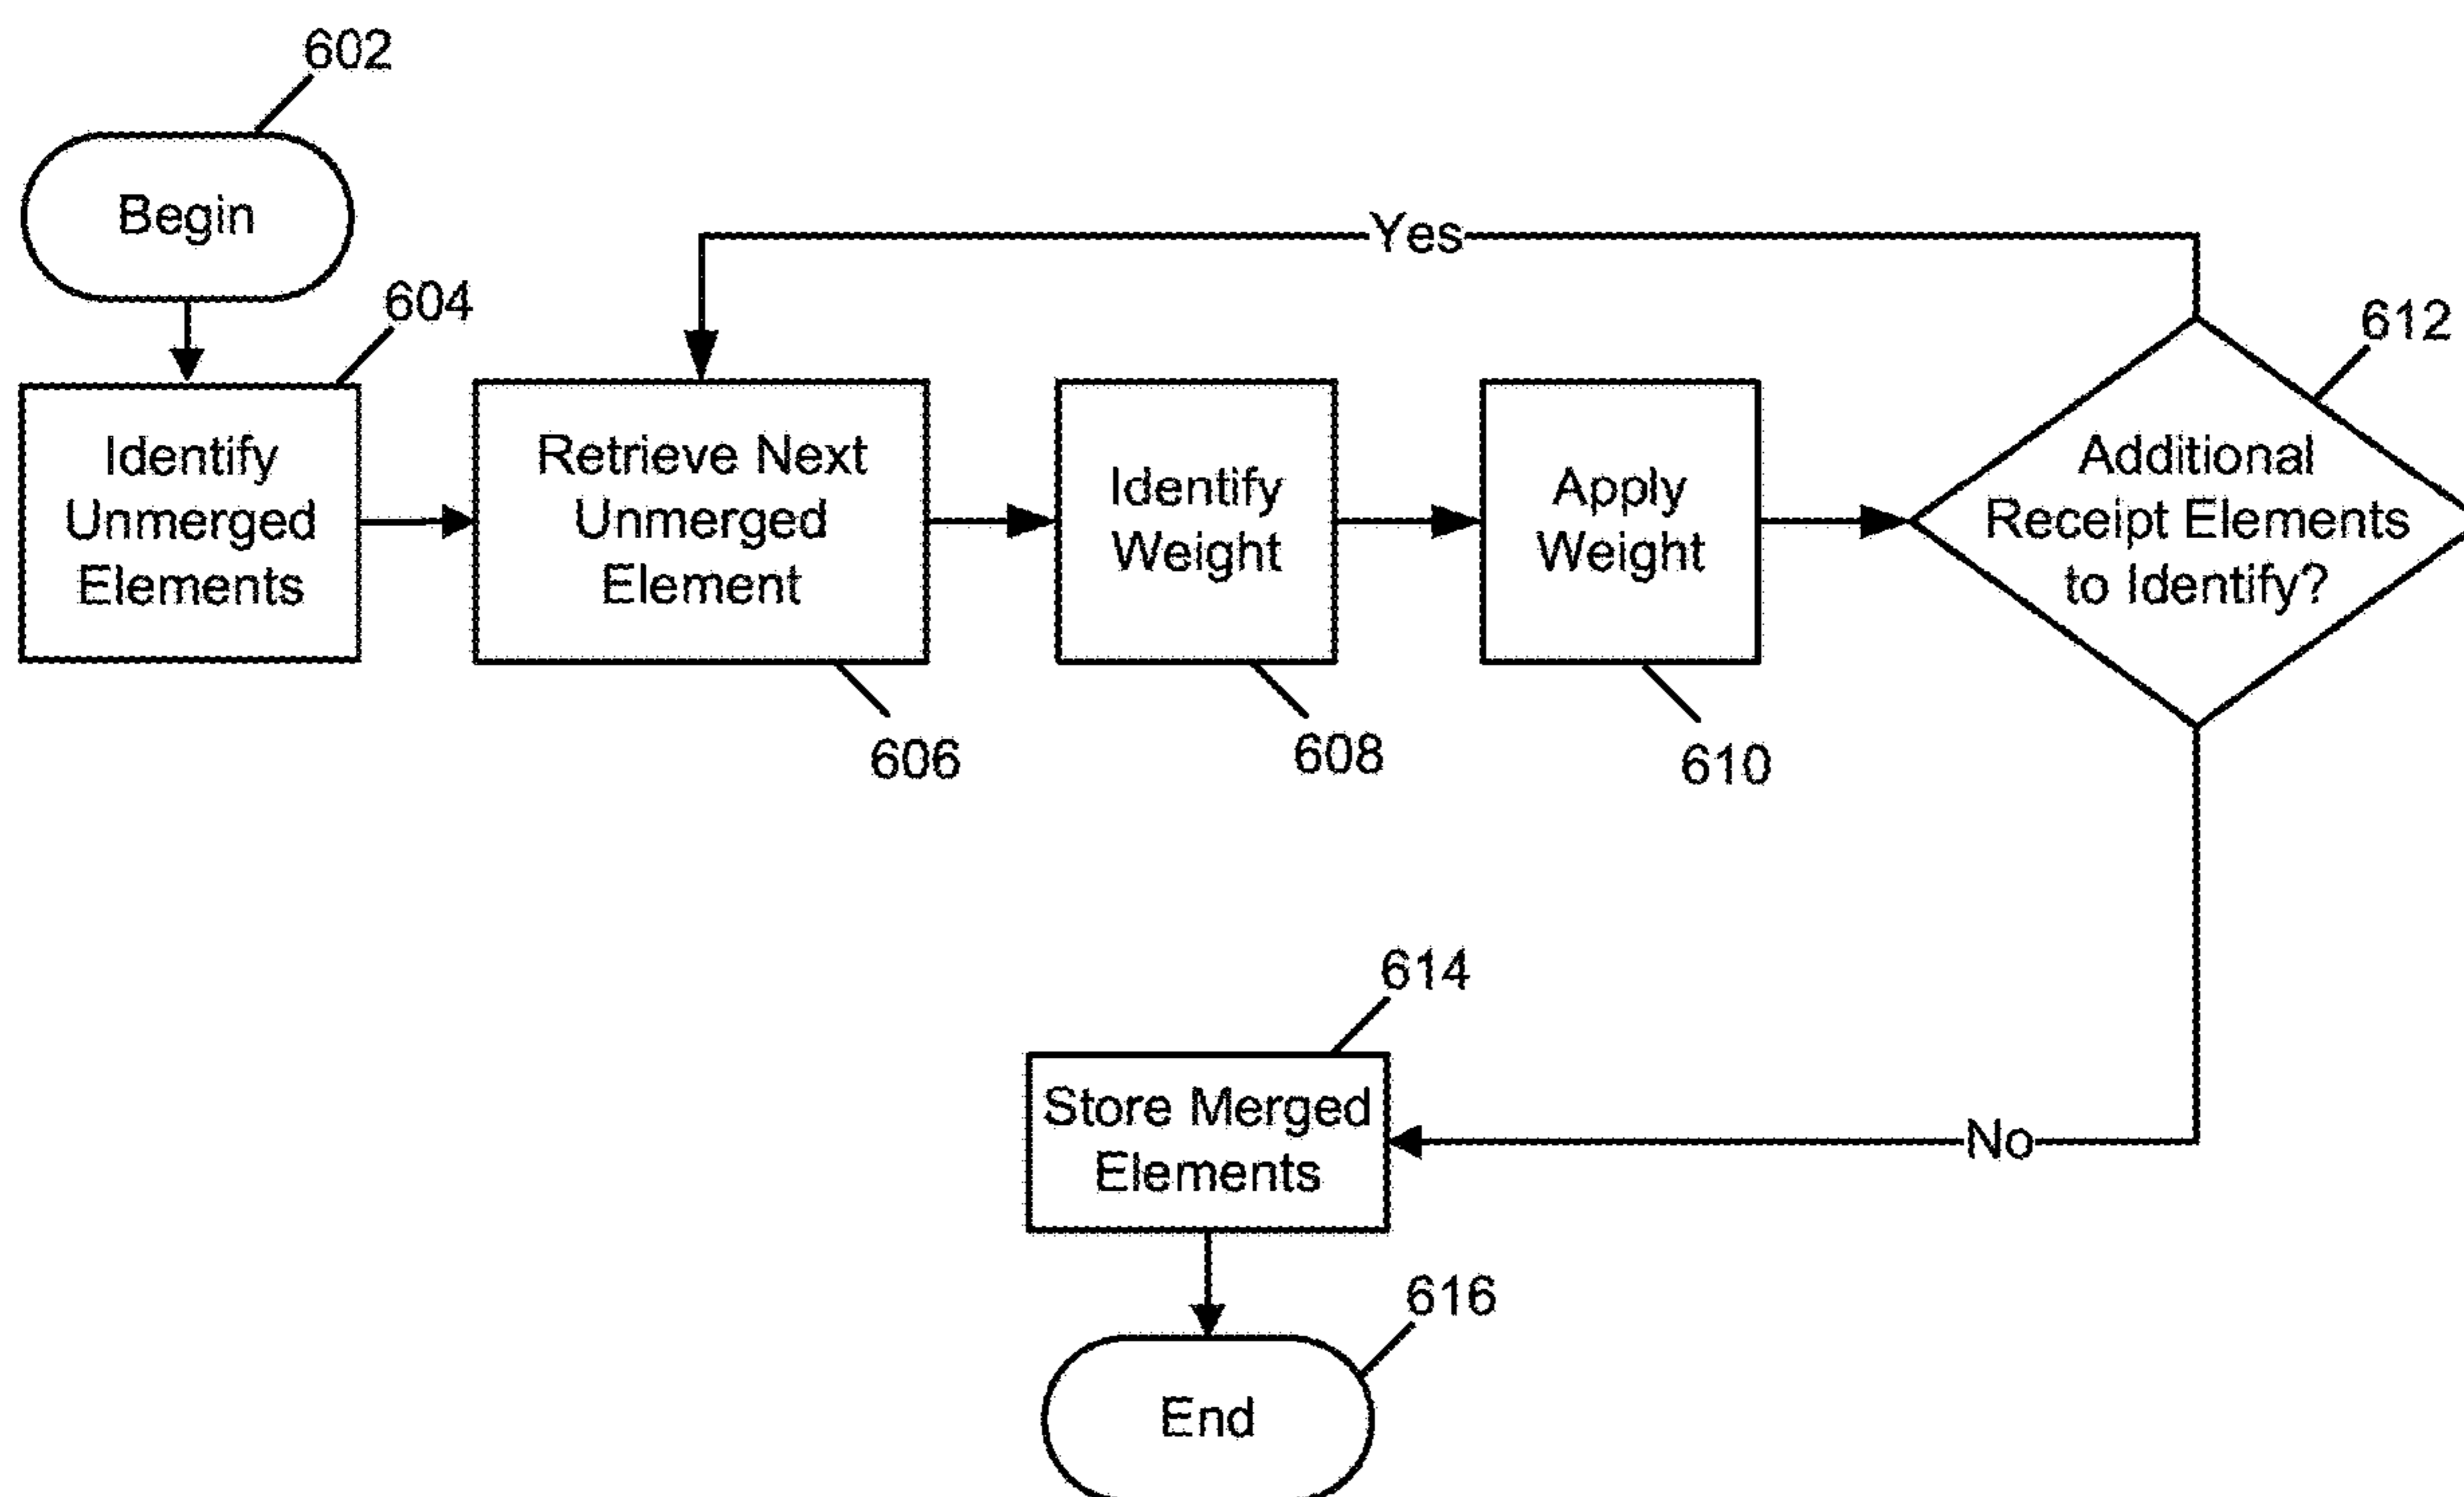 602
Begin
604
Identify
Unmerged
Elements
Retrieve Next
Unmerged
Element
606
Identify
Weight
608
Apply
Weight
610
Yes
612
Additional
Receipt Elements
to Identify?
No
614
Store Merged
Elements
616
End